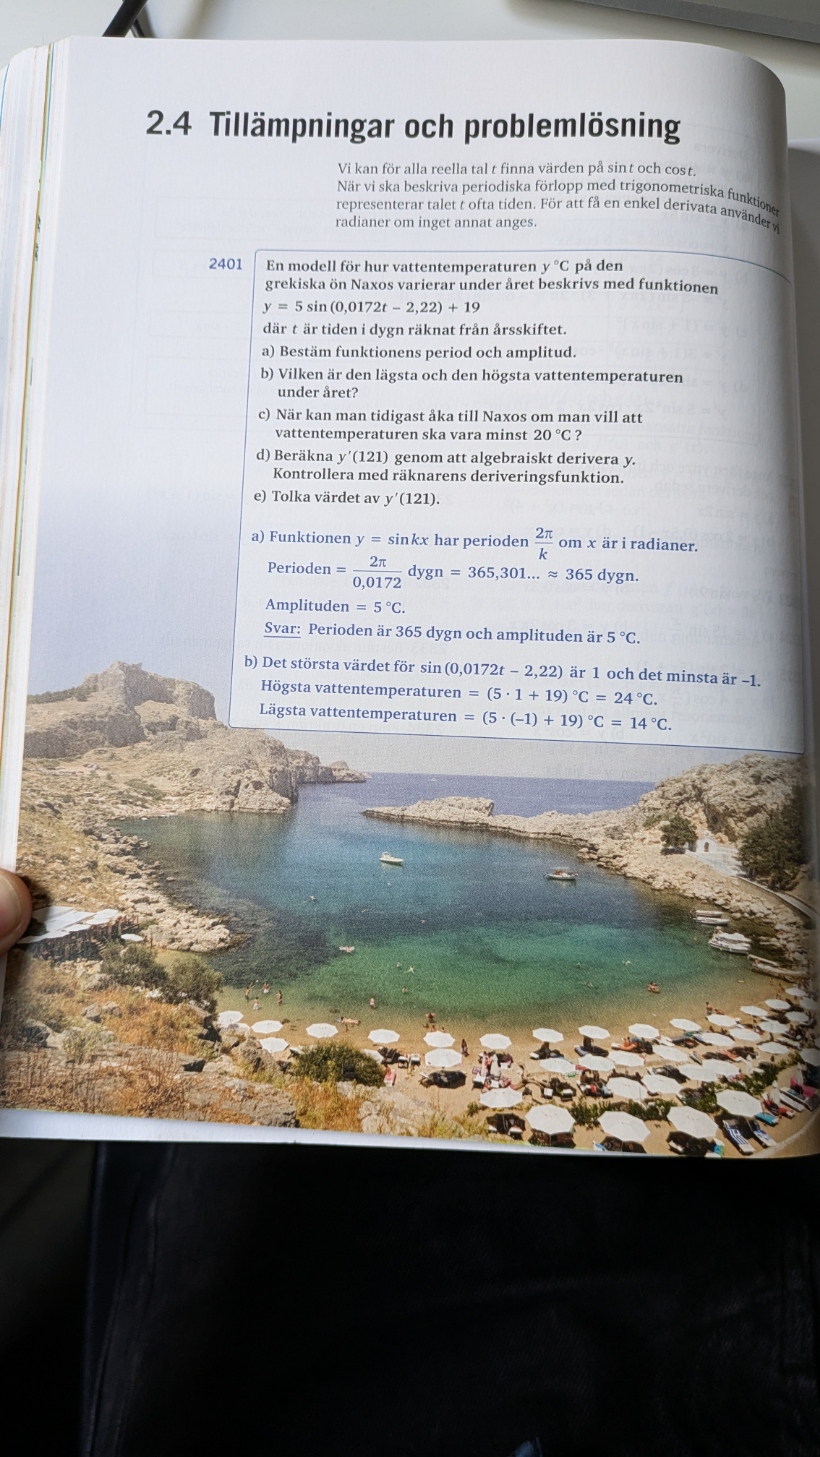 2.4 Tillämpningar och problemlösning
Vi kan för alla reella tal t finna värden på sin t och cos t.
När vi ska beskriva periodiska förlopp med trigonometriska funktioner
representerar talet t ofta tiden. För att få en enkel derivata använder vi
radianer om inget annat anges.
2401
En modell för hur vattentemperaturen y °C på den
grekiska ön Naxos varierar under året beskrivs med funktionen
y = 5 sin (0,0172t − 2,22) + 19
där t är tiden i dygn räknat från årsskiftet.
a) Bestäm funktionens period och amplitud.
b) Vilken är den lägsta och den högsta vattentemperaturen
under året?
c) När kan man tidigast åka till Naxos om man vill att
vattentemperaturen ska vara minst 20 °C ?
d) Beräkna y′(121) genom att algebraiskt derivera y.
Kontrollera med räknarens deriveringsfunktion.
e) Tolka värdet av y′(121).
a) Funktionen y = sin kx har perioden 2π/k om x är i radianer.
Perioden = 2π/0,0172 dygn = 365,301... ≈ 365 dygn.
Amplituden = 5 °C.
Svar: Perioden är 365 dygn och amplituden är 5 °C.
b) Det största värdet för sin (0,0172t − 2,22) är 1 och det minsta är −1.
Högsta vattentemperaturen = (5 · 1 + 19) °C = 24 °C.
Lägsta vattentemperaturen = (5 · (−1) + 19) °C = 14 °C.